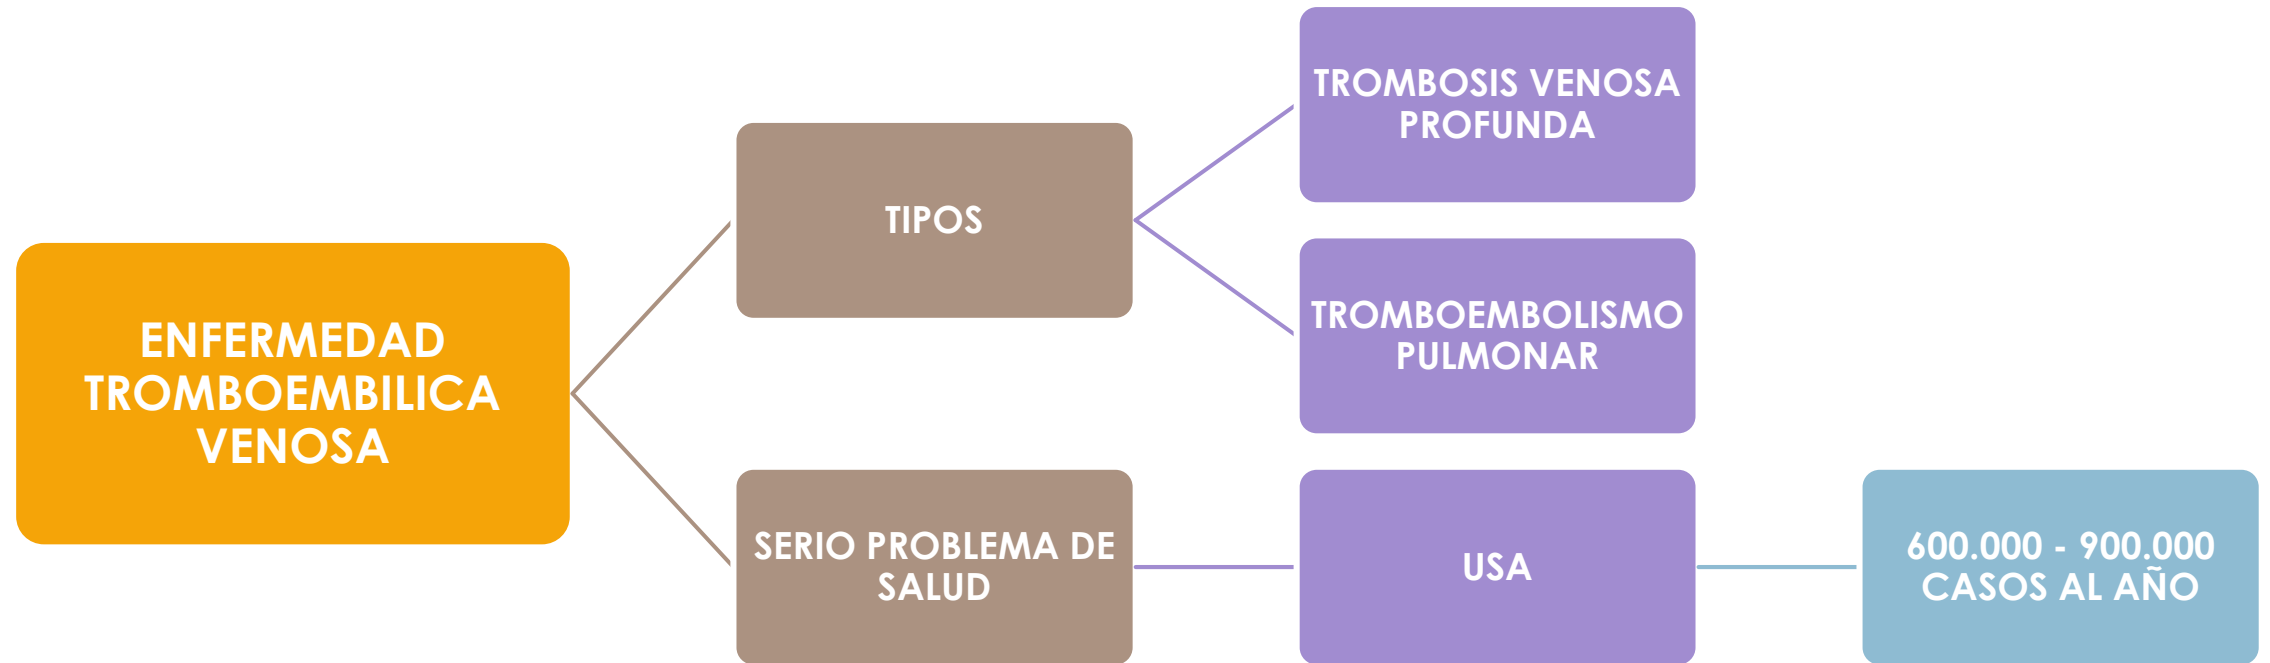 ENFERMEDAD
TROMBOEMBILICA
VENOSA
TIPOS
TROMBOSIS VENOSA
PROFUNDA
TROMBOEMBOLISMO
PULMONAR
SERIO PROBLEMA DE
SALUD
USA
600.000 - 900.000
CASOS AL AÑO